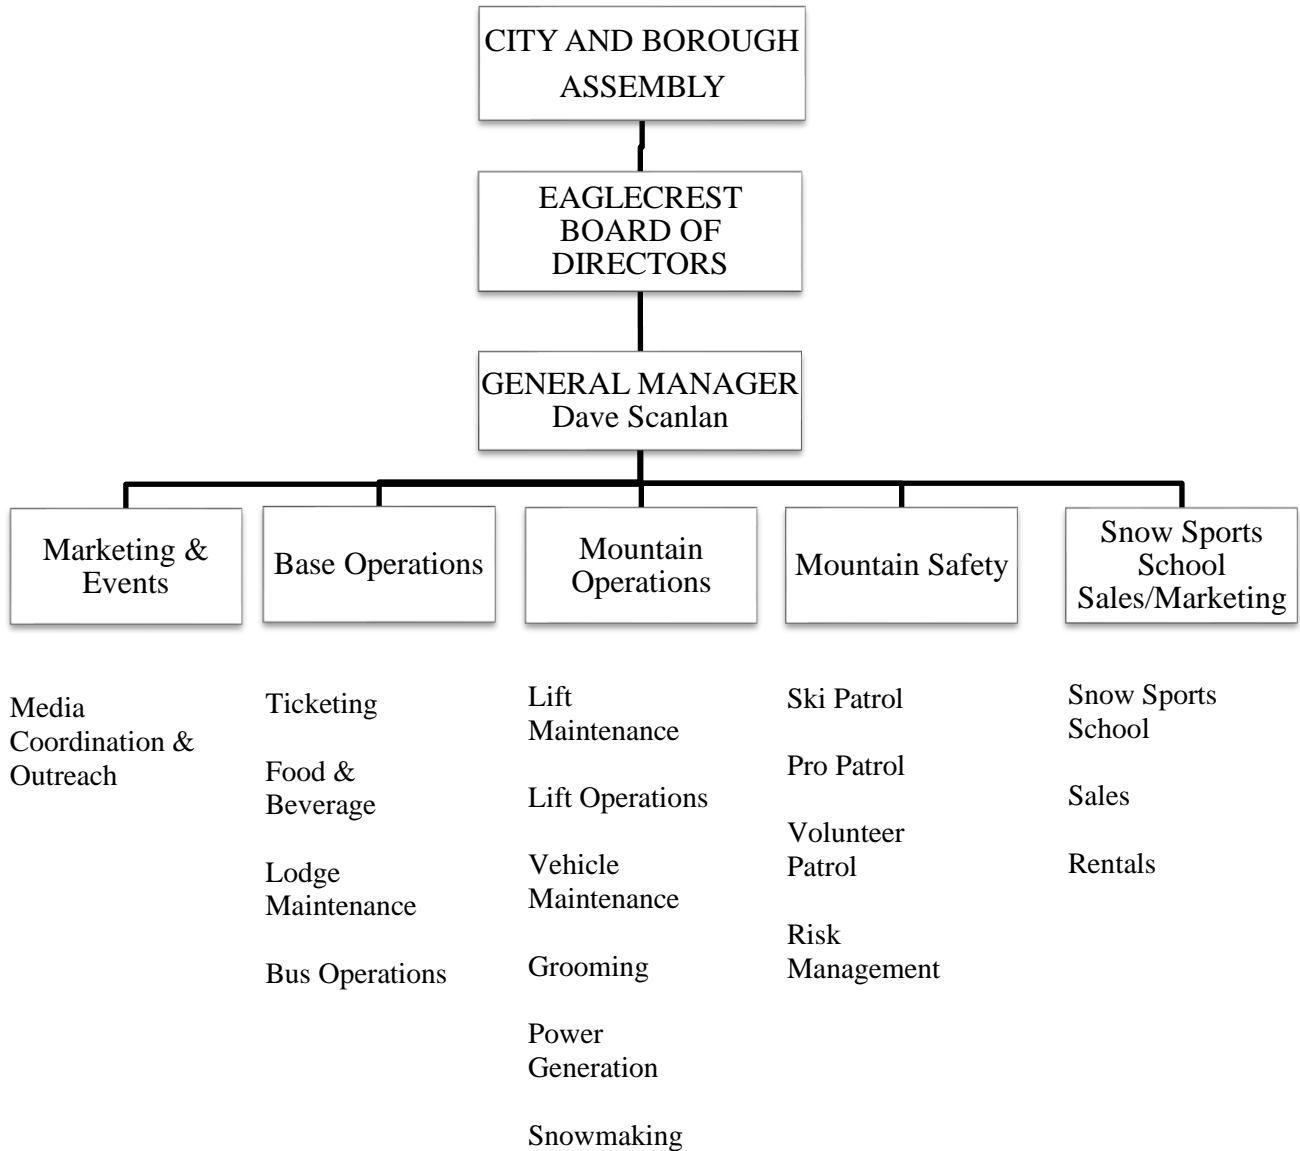 CITY AND BOROUGH
ASSEMBLY
EAGLECREST
BOARD OF
DIRECTORS
GENERAL MANAGER
Dave Scanlan
Marketing &
Events
Base Operations
Mountain
Operations
Mountain Safety
Snow Sports
School
Sales/Marketing
Media
Coordination &
Outreach
Ticketing
Food &
Beverage
Lodge
Maintenance
Bus Operations
Lift
Maintenance
Lift Operations
Vehicle
Maintenance
Grooming
Power
Generation
Snowmaking
Ski Patrol
Pro Patrol
Volunteer
Patrol
Risk
Management
Snow Sports
School
Sales
Rentals